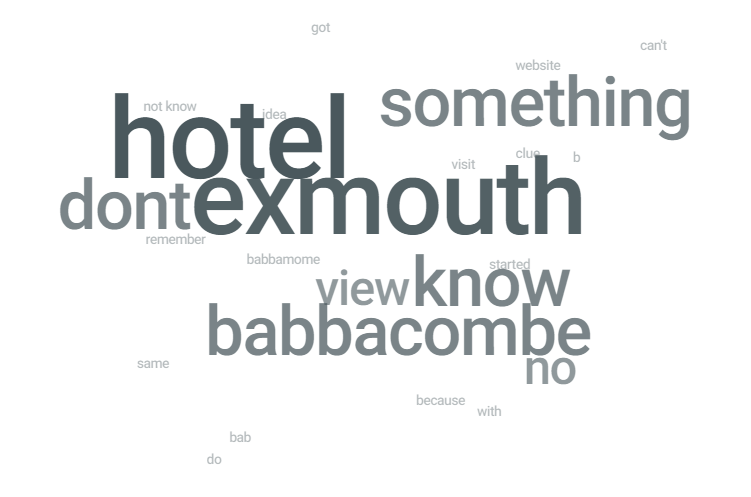 got
can't
website
something
not know
idea
hotel
clue
b
visit
dont
exmouth
remember
babbamome
started
view
know
babbacombe
no
same
because
with
bab
do